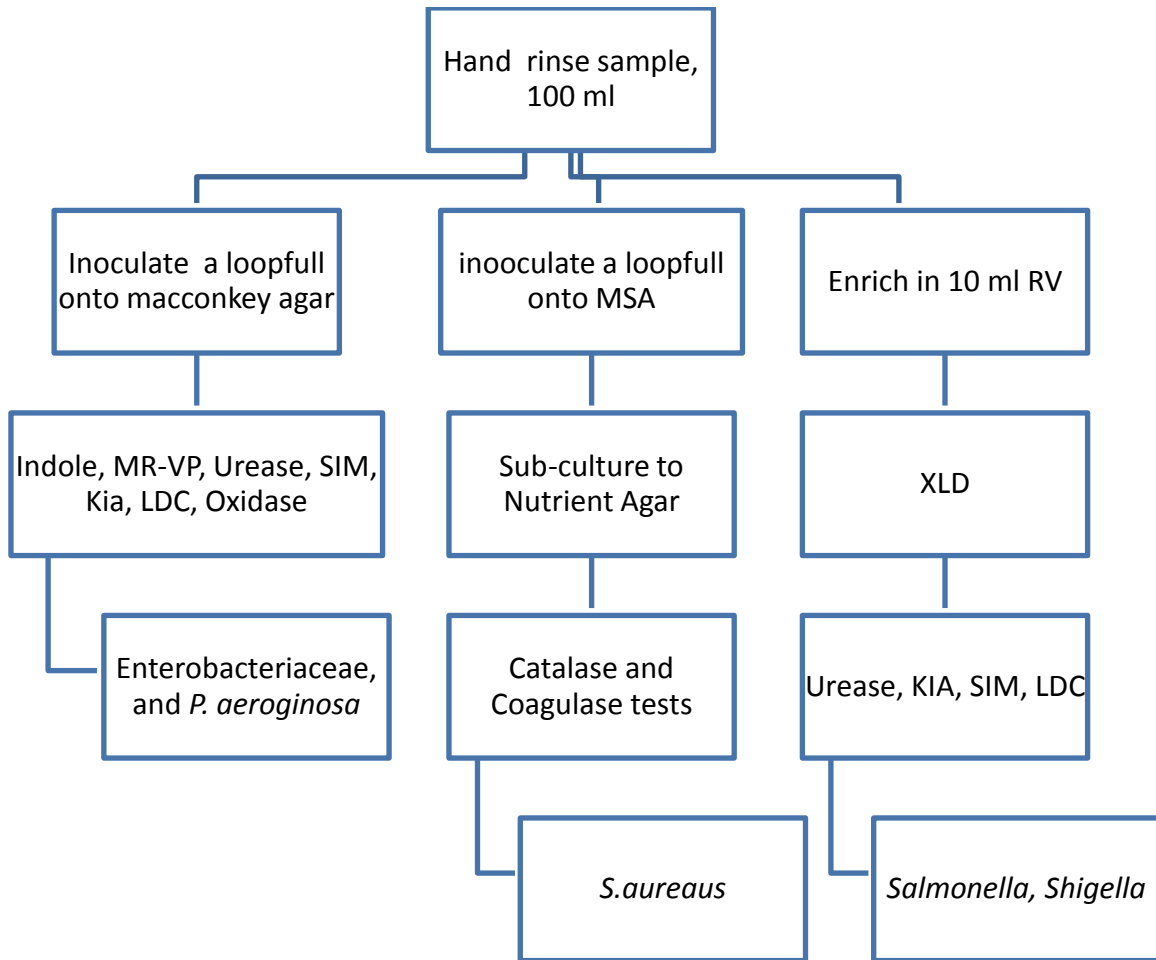 Hand rinse sample,
100 ml
Inoculate a loopfull
onto macconkey agar
inooculate a loopfull
onto MSA
Enrich in 10 ml RV
Indole, MR-VP, Urease, SIM,
Kia, LDC, Oxidase
Sub-culture to
Nutrient Agar
XLD
Enterobacteriaceae,
and P. aeroginosa
Catalase and
Coagulase tests
Urease, KIA, SIM, LDC
S.aureaus
Salmonella, Shigella